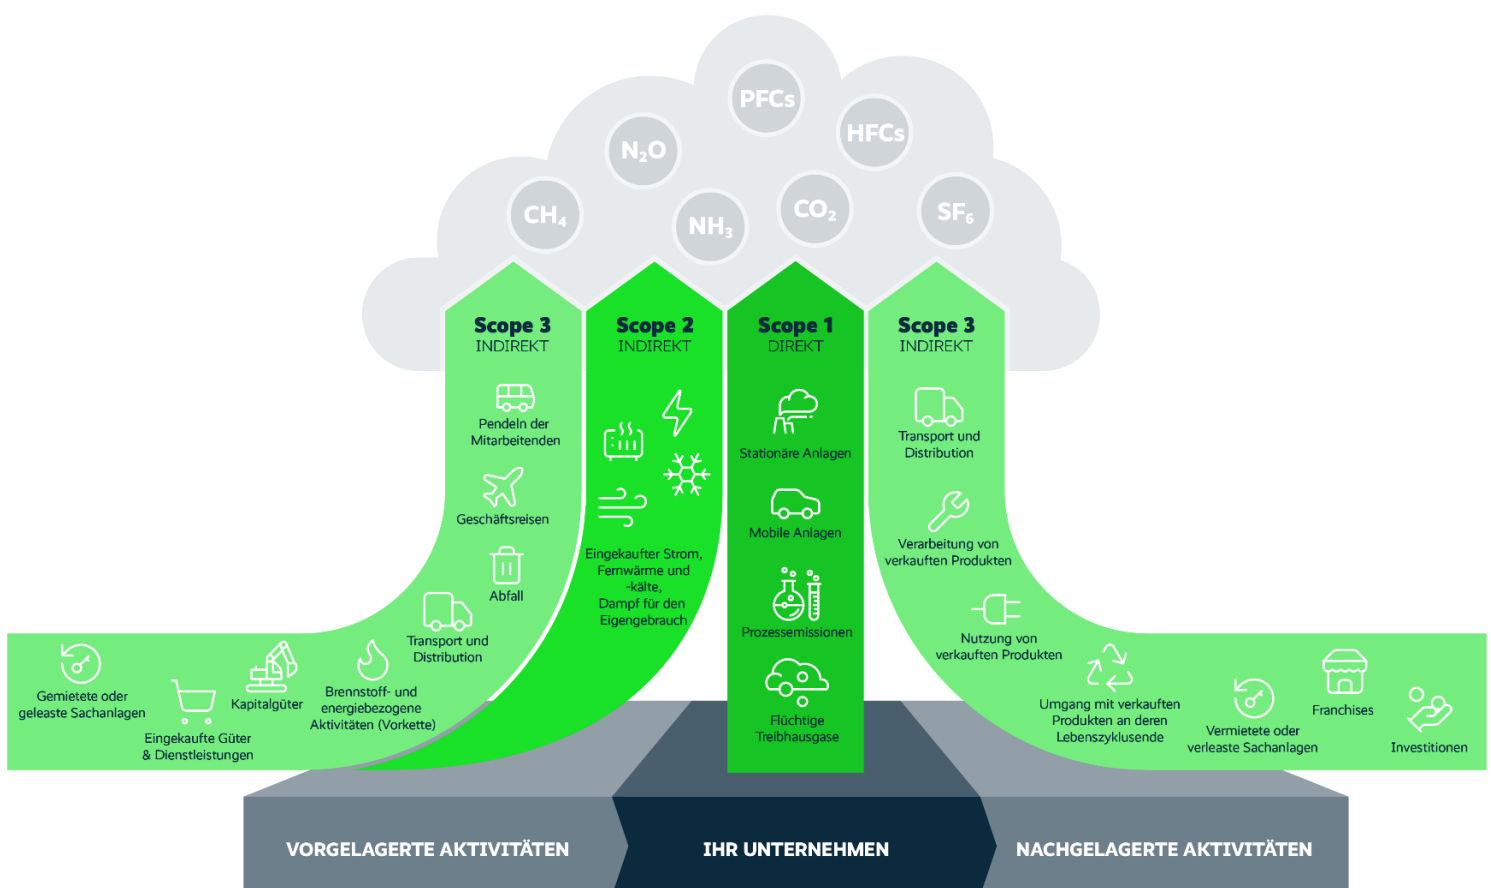 PFCs
HFCs
N₂O
CH₄
NH₃
CO₂
SF₆
Scope 3
INDIREKT
Pendeln der
Mitarbeitenden
Geschäftsreisen
Abfall
Transport und
Distribution
Brennstoff- und
energiebezogene
Aktivitäten (Vorkette)
Kapitalgüter
Eingekaufte Güter
& Dienstleistungen
Gemietete oder
geleaste Sachanlagen
Scope 2
INDIREKT
Eingekaufter Strom,
Fernwärme und
-kälte,
Dampf für den
Eigengebrauch
Scope 1
DIREKT
Stationäre Anlagen
Mobile Anlagen
Prozessemissionen
Flüchtige
Treibhausgase
Scope 3
INDIREKT
Transport und
Distribution
Verarbeitung von
verkauften Produkten
Nutzung von
verkauften Produkten
Umgang mit verkauften
Produkten an deren
Lebenszyklusende
Vermietete oder
verleaste Sachanlagen
Franchises
Investitionen
VORGELAGERTE AKTIVITÄTEN
IHR UNTERNEHMEN
NACHGELAGERTE AKTIVITÄTEN